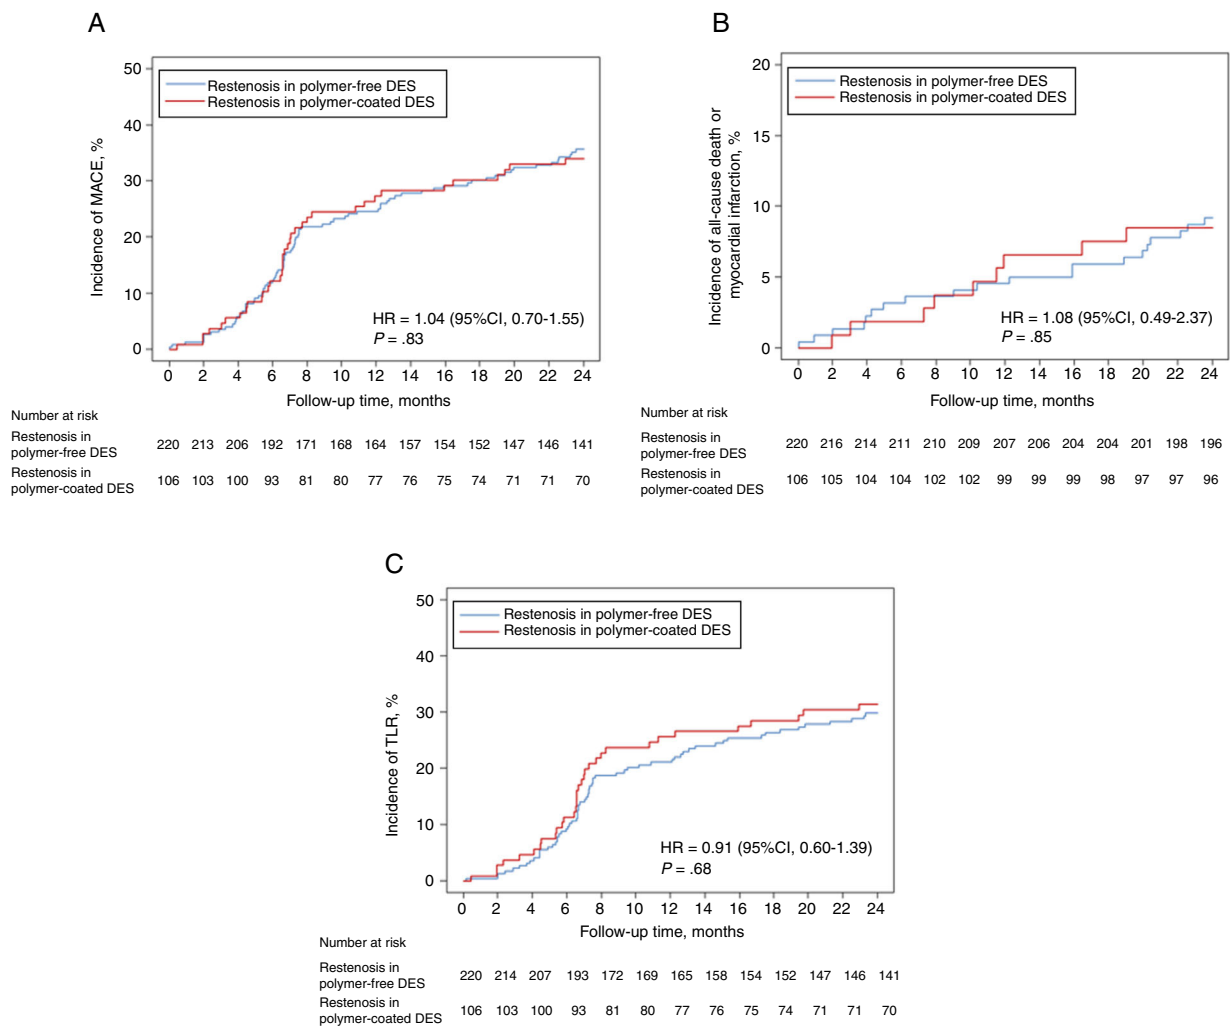 A
50
40
30
20
10
0
Incidence of MACE, %
Restenosis in polymer-free DES
Restenosis in polymer-coated DES
HR = 1.04 (95%CI, 0.70-1.55)
P = .83
0 2 4 6 8 10 12 14 16 18 20 22 24
Follow-up time, months
Number at risk
Restenosis in
polymer-free DES
220 213 206 192 171 168 164 157 154 152 147 146 141
Restenosis in
polymer-coated DES
106 103 100 93 81 80 77 76 75 74 71 71 70
B
20
15
10
5
0
Incidence of all-cause death or
myocardial infarction, %
Restenosis in polymer-free DES
Restenosis in polymer-coated DES
HR = 1.08 (95%CI, 0.49-2.37)
P = .85
0 2 4 6 8 10 12 14 16 18 20 22 24
Follow-up time, months
Number at risk
Restenosis in
polymer-free DES
220 216 214 211 210 209 207 206 204 204 201 198 196
Restenosis in
polymer-coated DES
106 105 104 104 102 102 99 99 99 98 97 97 96
C
50
40
30
20
10
0
Incidence of TLR, %
Restenosis in polymer-free DES
Restenosis in polymer-coated DES
HR = 0.91 (95%CI, 0.60-1.39)
P = .68
0 2 4 6 8 10 12 14 16 18 20 22 24
Follow-up time, months
Number at risk
Restenosis in
polymer-free DES
220 214 207 193 172 169 165 158 154 152 147 146 141
Restenosis in
polymer-coated DES
106 103 100 93 81 80 77 76 75 74 71 71 70